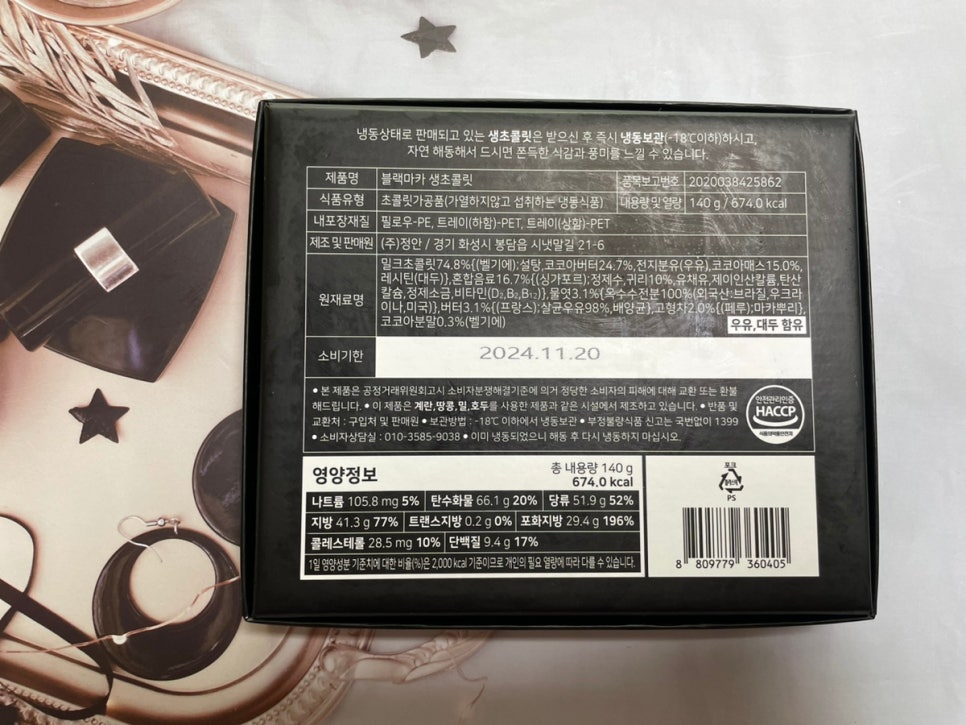 냉동상태로 판매되고 있는 생초콜릿은 받으신 후 즉시 냉동보관(-18℃이하)하시고,
자연 해동해서 드시면 쫀득한 식감과 풍미를 느낄 수 있습니다.
제품명 블랙마카 생초콜릿 품목보고번호 2020038425862
식품유형 초콜릿가공품(가열하지않고 섭취하는 냉동식품) 내용량 및 열량 140 g / 674.0 kcal
내포장재질 필로우-PE, 트레이(하함)-PET, 트레이(상함)-PET
제조 및 판매원 (주)정안 / 경기 화성시 봉담읍 시낫말길 21-6
원재료명
밀크초콜릿74.8%{(벨기에):설탕,코코아버터24.7%,전지분유(우유),코코아매스15.0%,
레시틴(대두)},혼합음료16.7%{(싱가포르):정제수,귀리10%,유채유,제이인산칼륨,탄산
칼슘,정제소금,비타민(D₂,B₂,B₁₂)},물엿3.1%{옥수수전분100%(외국산:브라질,우크라
이나,미국)},버터3.1%{(프랑스):살균우유98%,배양균},고형차2.0%{(페루);마카뿌리},
코코아분말0.3%(벨기에)
우유,대두 함유
소비기한 2024.11.20
• 본 제품은 공정거래위원회고시 소비자분쟁해결기준에 의거 정당한 소비자의 피해에 대해 교환 또는 환불
해드립니다. • 이 제품은 계란,땅콩,밀,호두를 사용한 제품과 같은 시설에서 제조하고 있습니다. • 반품 및
교환처 : 구입처 및 판매원 • 보관방법 : -18℃ 이하에서 냉동보관 • 부정불량식품 신고는 국번없이 1399
• 소비자상담실 : 010-3585-9038 • 이미 냉동되었으니 해동 후 다시 냉동하지 마십시오.
안전관리인증
HACCP
식품의약품안전처
영양정보
총 내용량 140 g
674.0 kcal
나트륨 105.8 mg 5% 탄수화물 66.1 g 20% 당류 51.9 g 52%
지방 41.3 g 77% 트랜스지방 0.2 g 0% 포화지방 29.4 g 196%
콜레스테롤 28.5 mg 10% 단백질 9.4 g 17%
1일 영양성분 기준치에 대한 비율(%)은 2,000 kcal 기준이므로 개인의 필요 열량에 따라 다를 수 있습니다.
포크
플라스틱
PS
8 809779 360405